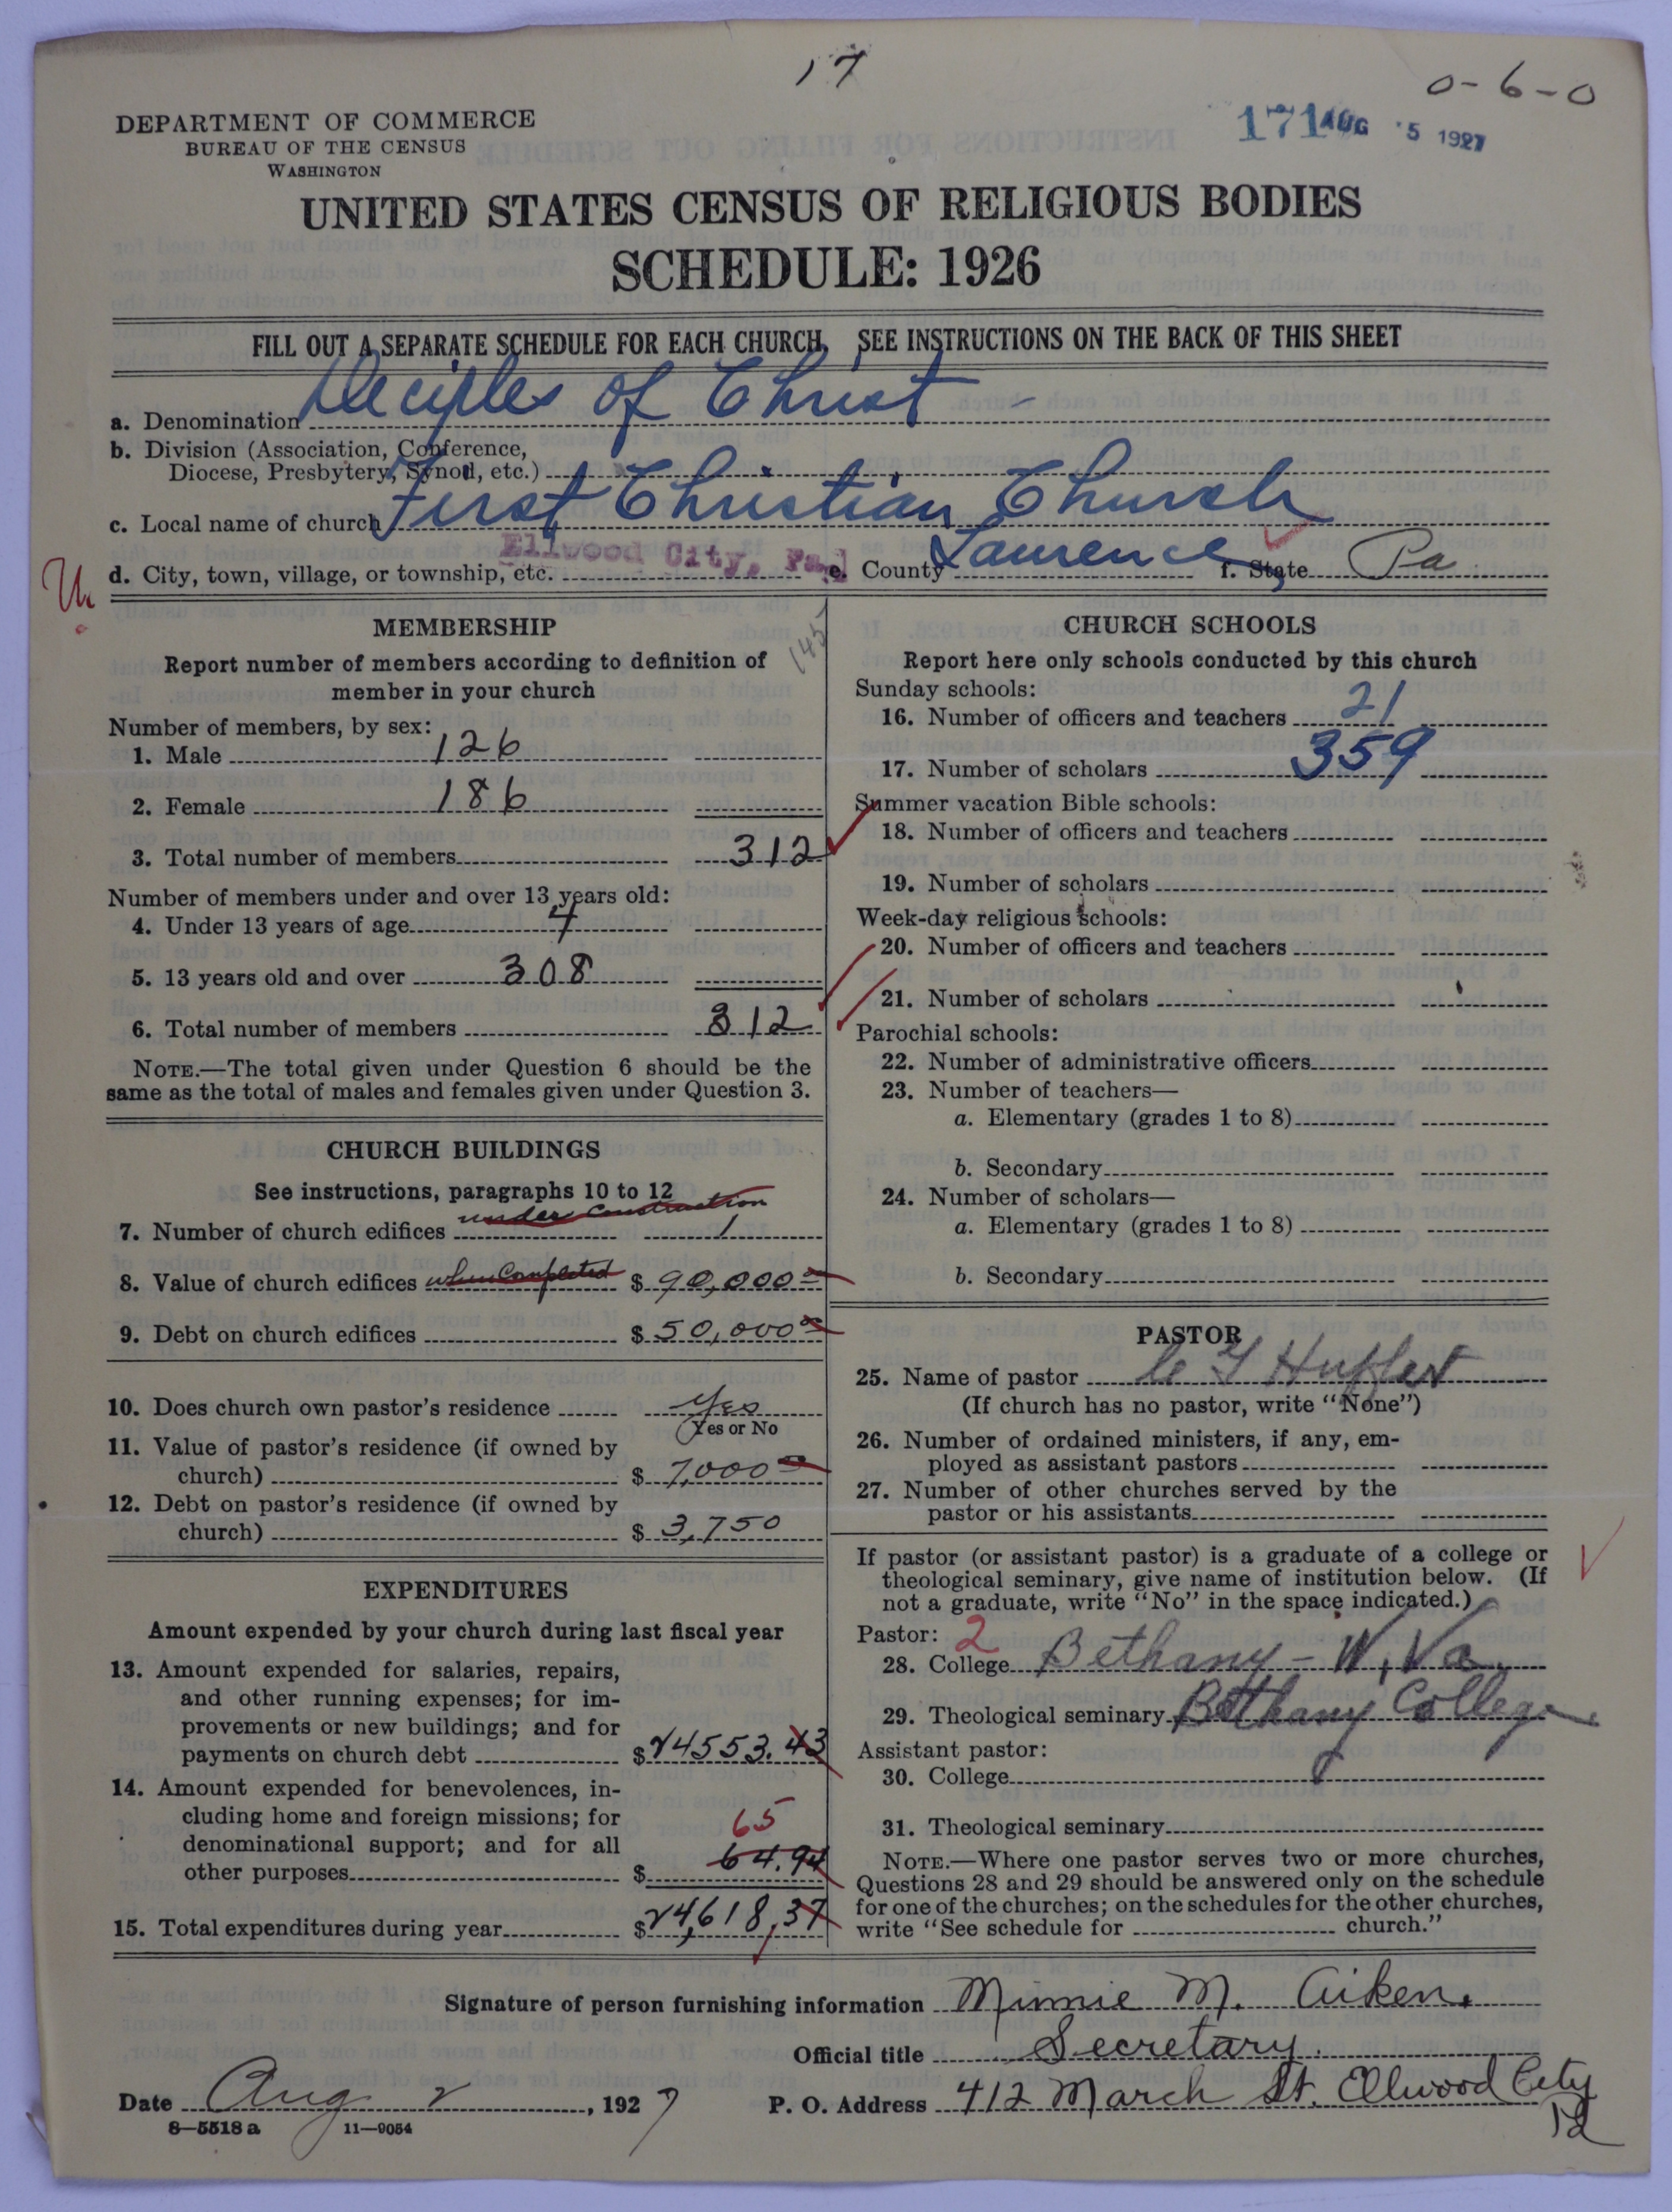 17
0-6-0
DEPARTMENT OF COMMERCE
BUREAU OF THE CENSUS
WASHINGTON
171 AUG 5 1927
UNITED STATES CENSUS OF RELIGIOUS BODIES
SCHEDULE: 1926
FILL OUT A SEPARATE SCHEDULE FOR EACH CHURCH. SEE INSTRUCTIONS ON THE BACK OF THIS SHEET
a. Denomination Deciples of Christ
b. Division (Association, Conference,
Diocese, Presbytery, Synod, etc.)
c. Local name of church First Christian Church
d. City, town, village, or township, etc. Ellwood City, Pa. e. County Laurence f. State Pa
MEMBERSHIP
145
Report number of members according to definition of
member in your church
Number of members, by sex:
1. Male 126
2. Female 186
3. Total number of members 312
Number of members under and over 13 years old:
4. Under 13 years of age 4
5. 13 years old and over 308
6. Total number of members 312
NOTE.—The total given under Question 6 should be the
same as the total of males and females given under Question 3.
CHURCH BUILDINGS
See instructions, paragraphs 10 to 12
under construction
7. Number of church edifices 1
8. Value of church edifices when completed $ 90,000 00
9. Debt on church edifices $ 50,000 00
10. Does church own pastor's residence Yes
Yes or No
11. Value of pastor's residence (if owned by
church) $ 7,000 00
12. Debt on pastor's residence (if owned by
church) $ 3,750
EXPENDITURES
Amount expended by your church during last fiscal year
13. Amount expended for salaries, repairs,
and other running expenses; for im-
provements or new buildings; and for
payments on church debt $ 24553.43
14. Amount expended for benevolences, in-
cluding home and foreign missions; for
65
denominational support; and for all
other purposes $ 64.94
15. Total expenditures during year $ 24,618,37
CHURCH SCHOOLS
Report here only schools conducted by this church
Sunday schools:
16. Number of officers and teachers 21
17. Number of scholars 359
Summer vacation Bible schools:
18. Number of officers and teachers
19. Number of scholars
Week-day religious schools:
20. Number of officers and teachers
21. Number of scholars
Parochial schools:
22. Number of administrative officers
23. Number of teachers—
a. Elementary (grades 1 to 8)
b. Secondary
24. Number of scholars—
a. Elementary (grades 1 to 8)
b. Secondary
PASTOR
25. Name of pastor
(If church has no pastor, write "None")
26. Number of ordained ministers, if any, em-
ployed as assistant pastors
27. Number of other churches served by the
pastor or his assistants
If pastor (or assistant pastor) is a graduate of a college or
theological seminary, give name of institution below. (If
not a graduate, write "No" in the space indicated.)
Pastor: 2
28. College Bethany – W, Va.
29. Theological seminary Bethany College
Assistant pastor:
30. College
31. Theological seminary
NOTE.—Where one pastor serves two or more churches,
Questions 28 and 29 should be answered only on the schedule
for one of the churches; on the schedules for the other churches,
write "See schedule for church."
Signature of person furnishing information Minnie M. Aiken.
Official title Secretary.
Date Aug 2, 1927 P. O. Address 412 March St. Ellwood City
Pa
8—5518 a 11—9054